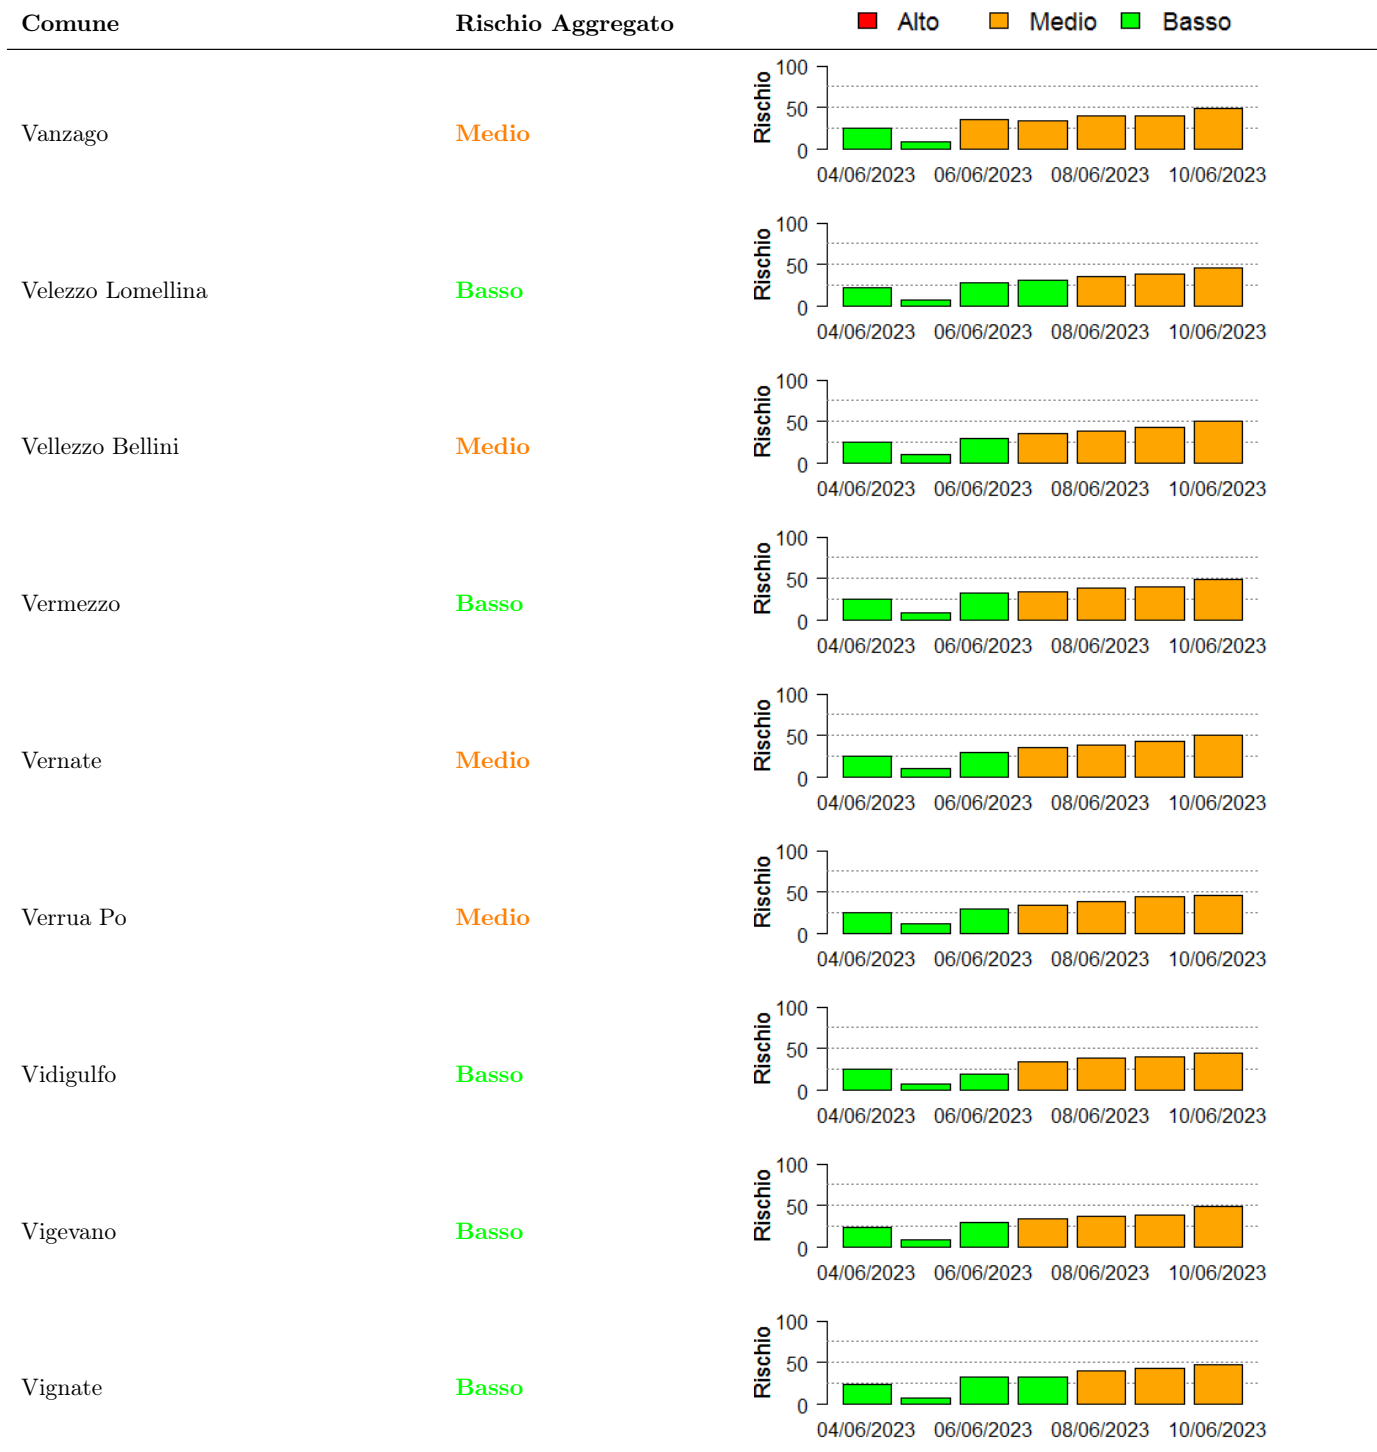 Comune Rischio Aggregato Alto Medio Basso
Vanzago Medio
Rischio
100
50
0
04/06/2023 06/06/2023 08/06/2023 10/06/2023
Velezzo Lomellina Basso
Rischio
100
50
0
04/06/2023 06/06/2023 08/06/2023 10/06/2023
Vellezzo Bellini Medio
Rischio
100
50
0
04/06/2023 06/06/2023 08/06/2023 10/06/2023
Vermezzo Basso
Rischio
100
50
0
04/06/2023 06/06/2023 08/06/2023 10/06/2023
Vernate Medio
Rischio
100
50
0
04/06/2023 06/06/2023 08/06/2023 10/06/2023
Verrua Po Medio
Rischio
100
50
0
04/06/2023 06/06/2023 08/06/2023 10/06/2023
Vidigulfo Basso
Rischio
100
50
0
04/06/2023 06/06/2023 08/06/2023 10/06/2023
Vigevano Basso
Rischio
100
50
0
04/06/2023 06/06/2023 08/06/2023 10/06/2023
Vignate Basso
Rischio
100
50
0
04/06/2023 06/06/2023 08/06/2023 10/06/2023